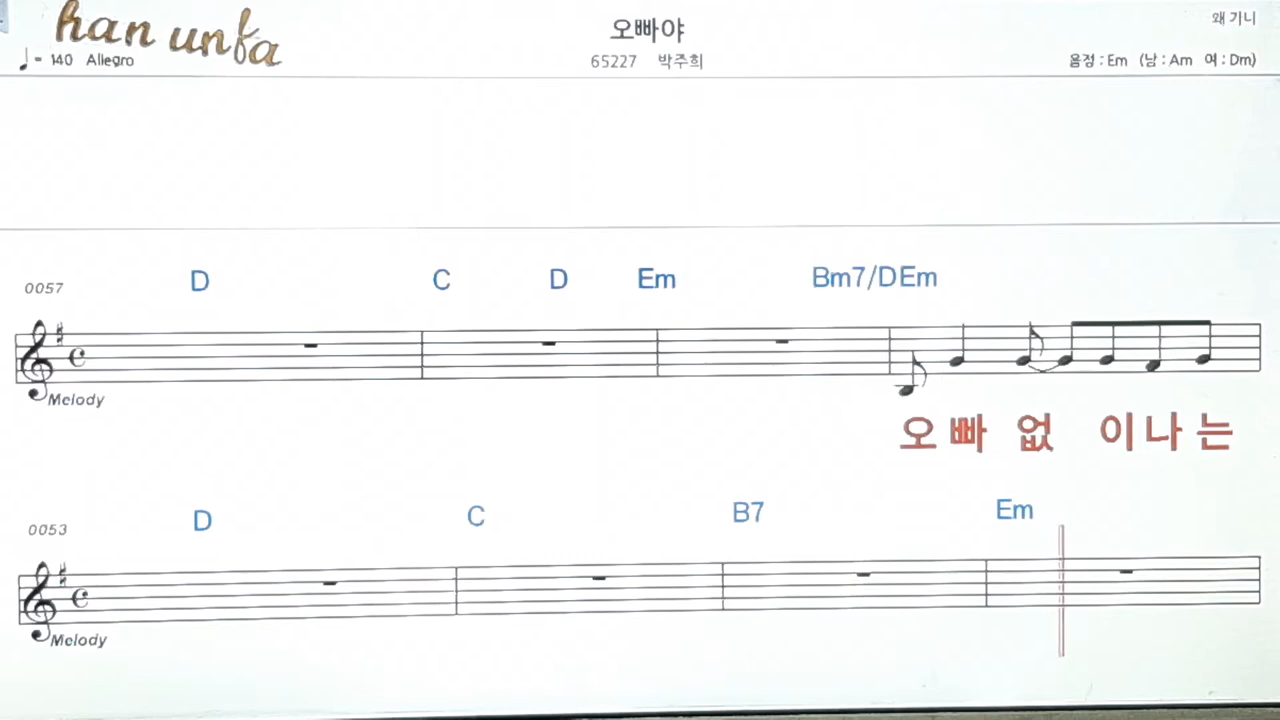 han unfa
오빠야
왜 기니
♩= 140 Allegro
65227 박주희
음정 : Em (남 : Am 여 : Dm)
0057
D C D Em Bm7/D Em
Melody
오 빠 없 이 나 는
0053
D C B7 Em
Melody